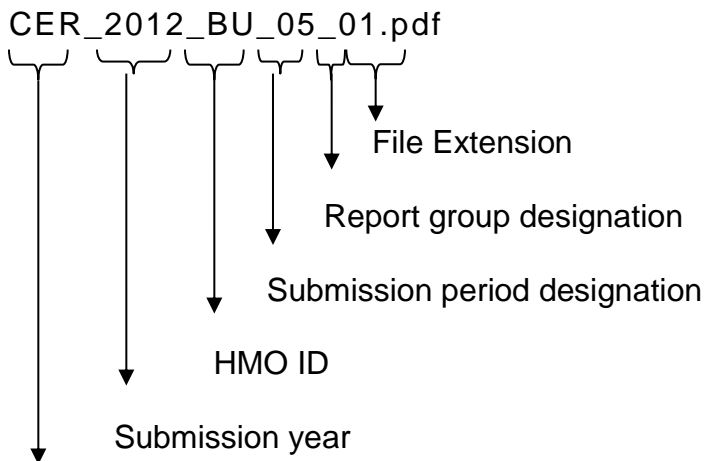 CER_2012_BU_05_01.pdf
File Extension
Report group designation
Submission period designation
HMO ID
Submission year